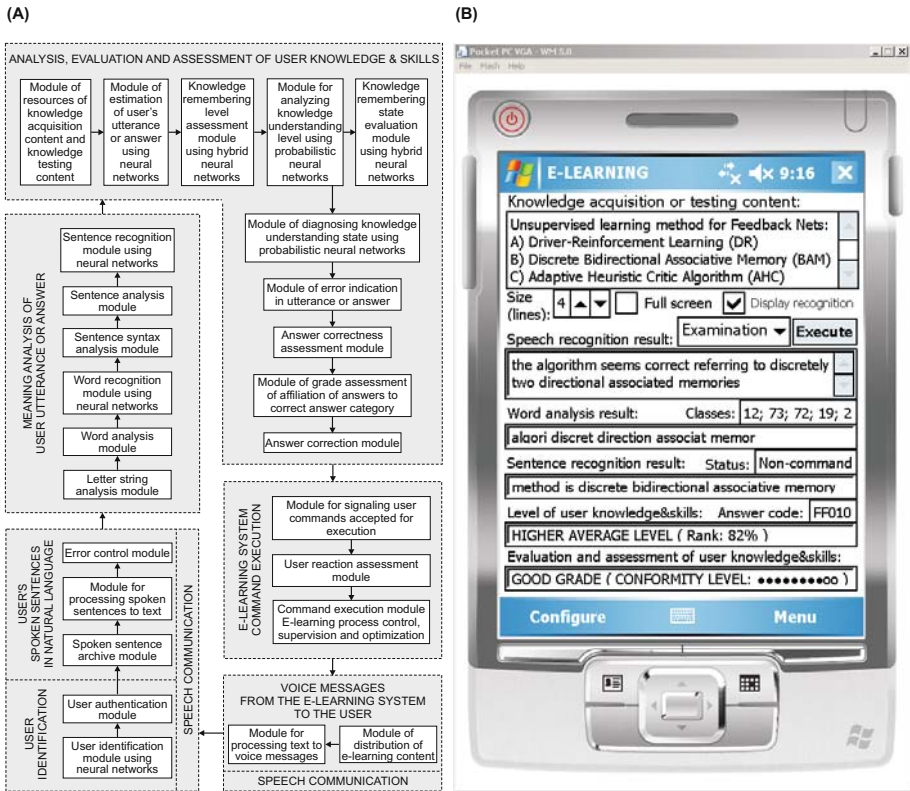 (A)
ANALYSIS, EVALUATION AND ASSESSMENT OF USER KNOWLEDGE & SKILLS
Module of
resources of
knowledge
acquisition
content and
knowledge
testing
content
Module of
estimation
of user's
utterance
or answer
using
neural
networks
Knowledge
remembering
level
assessment
module
using hybrid
neural
networks
Module for
analyzing
knowledge
understanding
level using
probabilistic
neural
networks
Knowledge
remembering
state
evaluation
module
using hybrid
neural
networks
Module of diagnosing knowledge
understanding state using
probabilistic neural networks
Module of error indication
in utterance or answer
Answer correctness
assessment module
Module of grade assessment
of affiliation of answers to
correct answer category
Answer correction module
MEANING ANALYSIS OF
USER UTTERANCE OR ANSWER
Sentence recognition
module using
neural networks
Sentence analysis
module
Sentence syntax
analysis module
Word recognition
module using
neural networks
Word analysis
module
Letter string
analysis module
E-LEARNING SYSTEM
COMMAND EXECUTION
Module for signaling user
commands accepted for
execution
User reaction assessment
module
Command execution module
E-learning process control,
supervision and optimization
USER'S
SPOKEN SENTENCES
IN NATURAL LANGUAGE
Error control module
Module for
processing spoken
sentences to text
Spoken sentence
archive module
USER
IDENTIFICATION
User authentication
module
User identification
module using
neural networks
SPEECH COMMUNICATION
VOICE MESSAGES
FROM THE E-LEARNING SYSTEM
TO THE USER
Module for
processing text to
voice messages
Module of
distribution of
e-learning content
SPEECH COMMUNICATION
(B)
Pocket PC VGA - WM 5.0
File Flash Help
E-LEARNING 9:16
Knowledge acquisition or testing content:
Unsupervised learning method for Feedback Nets:
A) Driver-Reinforcement Learning (DR)
B) Discrete Bidirectional Associative Memory (BAM)
C) Adaptive Heuristic Critic Algorithm (AHC)
Size
(lines): 4 Full screen Display recognition
Speech recognition result: Examination Execute
the algorithm seems correct referring to discretely
two directional associated memories
Word analysis result: Classes: 12; 73; 72; 19; 2
algori discret direction associat memor
Sentence recognition result: Status: Non-command
method is discrete bidirectional associative memory
Level of user knowledge&skills: Answer code: FF010
HIGHER AVERAGE LEVEL ( Rank: 82% )
Evaluation and assessment of user knowledge&skills:
GOOD GRADE ( CONFORMITY LEVEL: ●●●●●●●●○○ )
Configure Menu